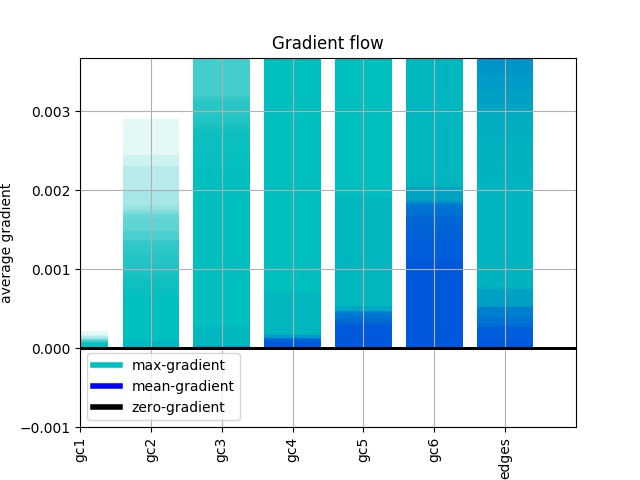 Gradient flow
average gradient
0.003
0.002
0.001
0.000
−0.001
max-gradient
mean-gradient
zero-gradient
gc1
gc2
gc3
gc4
gc5
gc6
edges